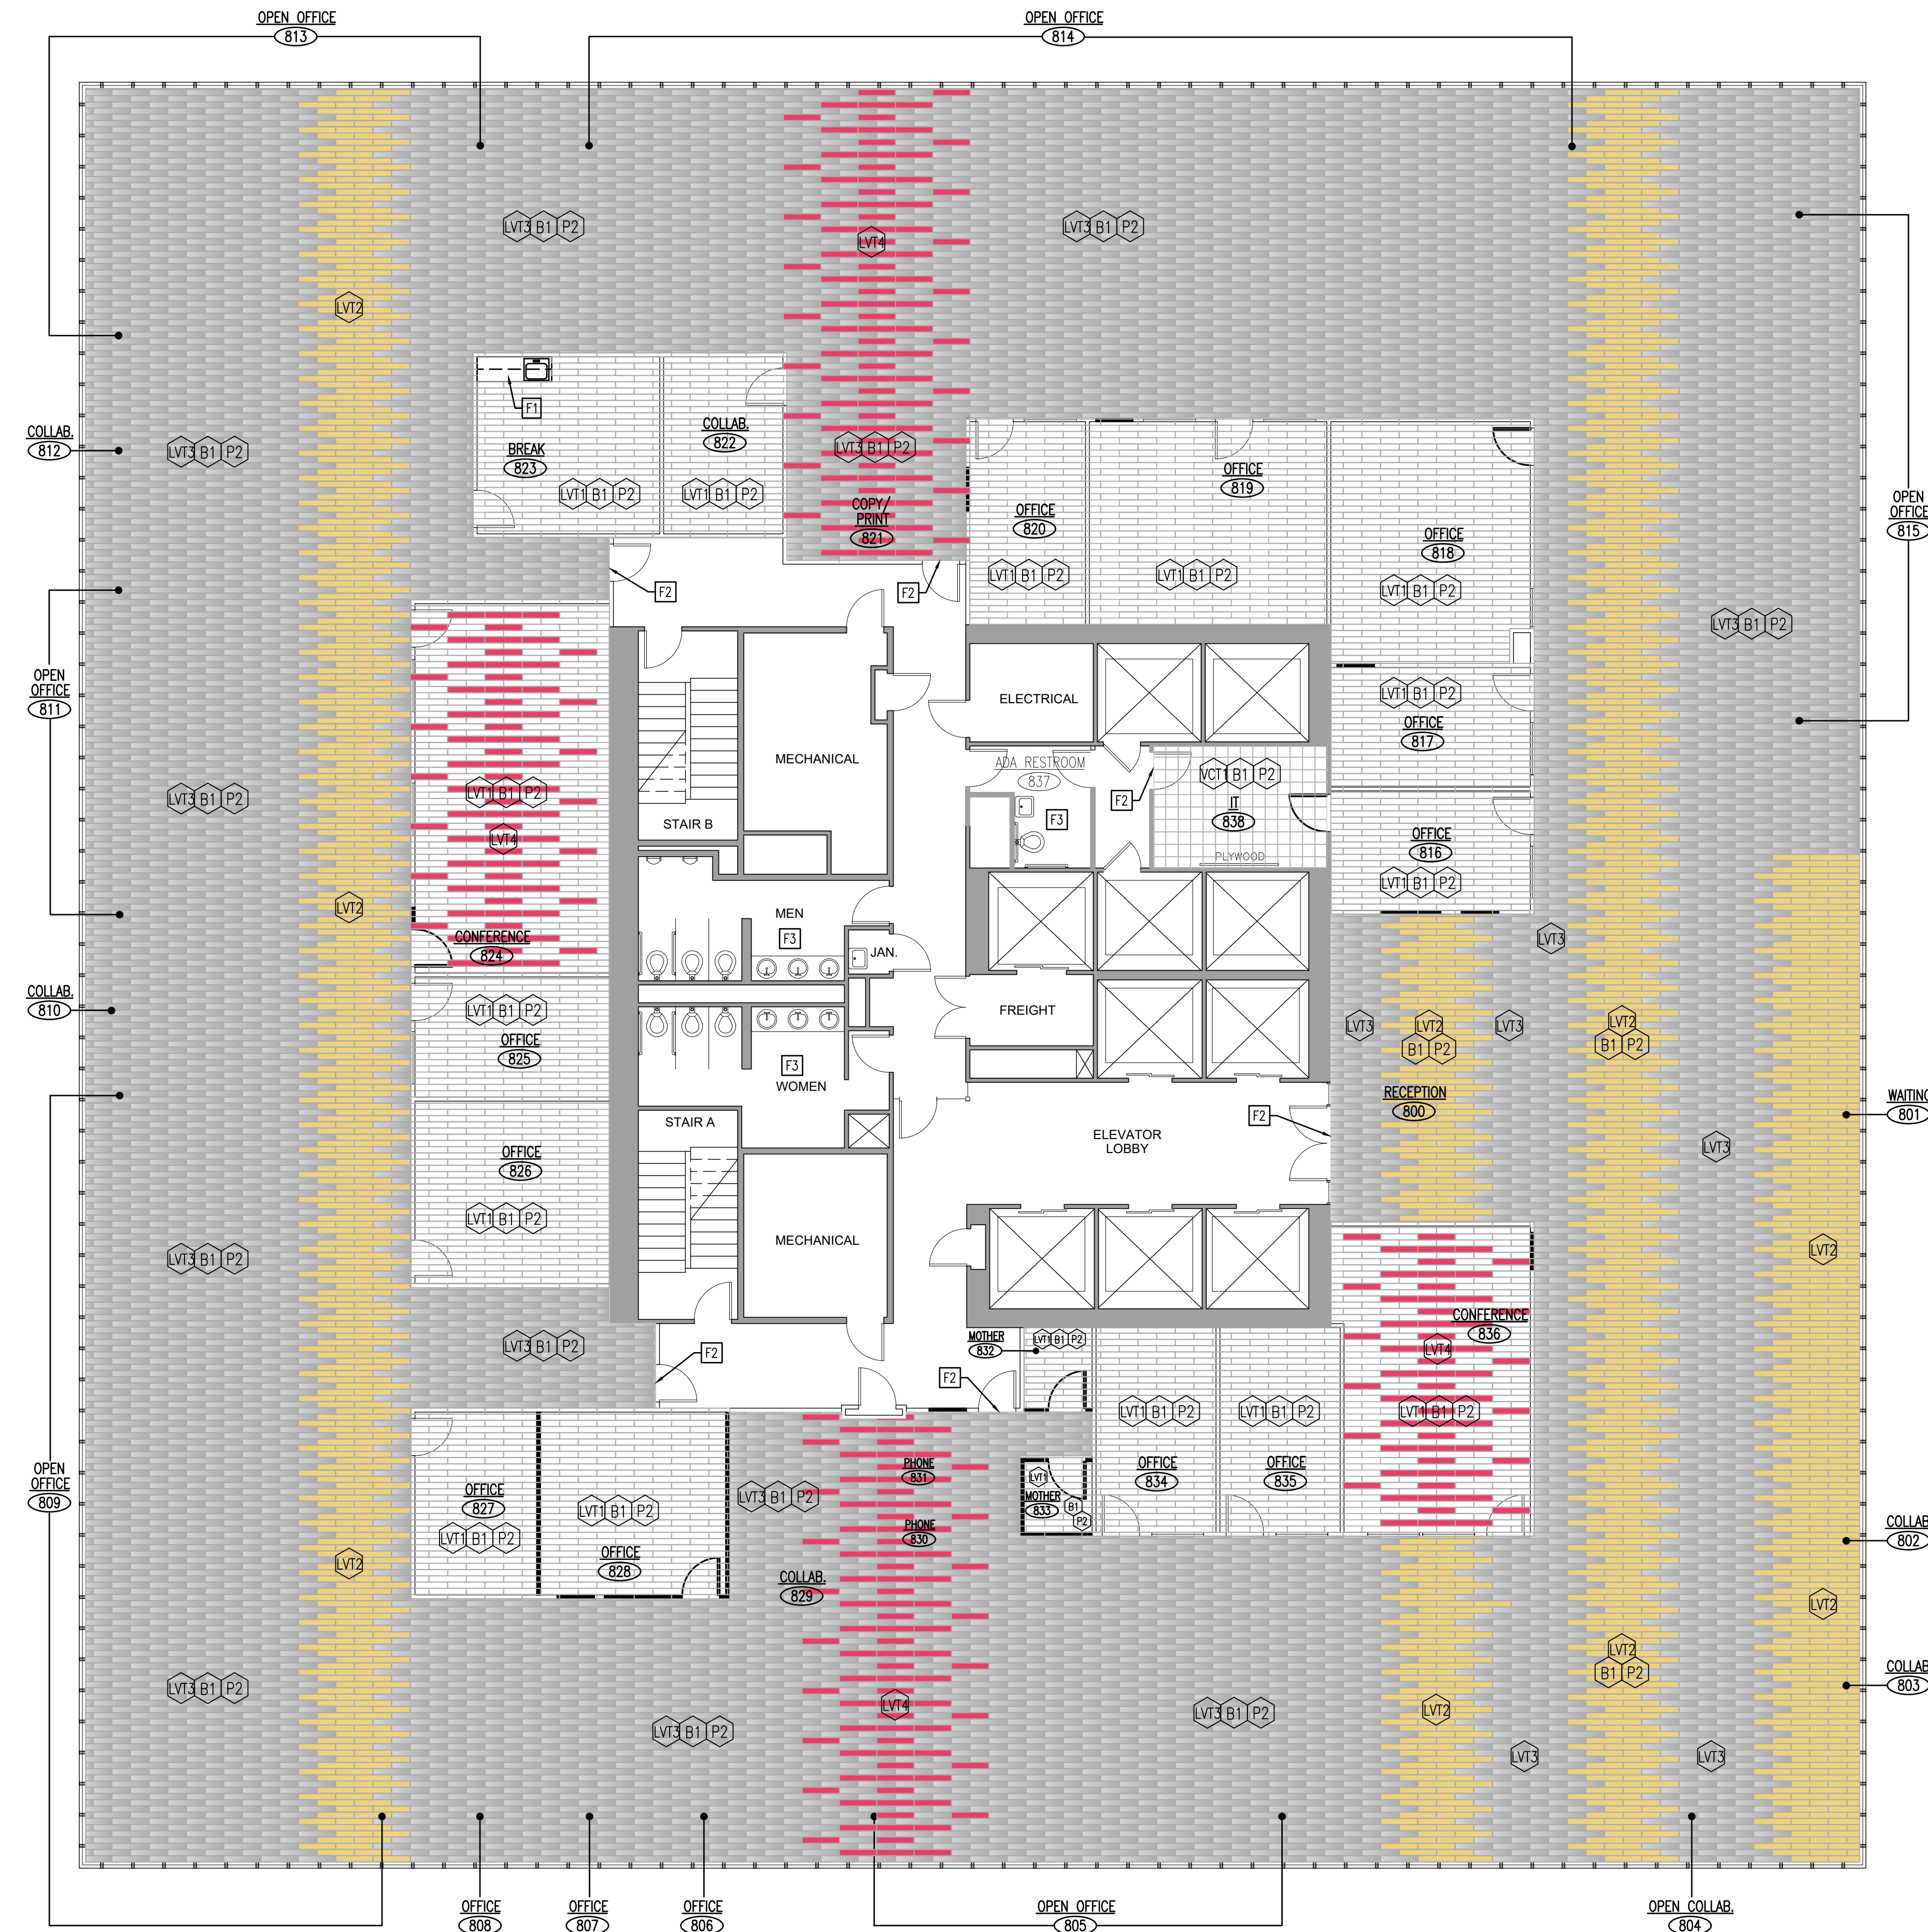 OPEN OFFICE
813
OPEN OFFICE
814
LVT3 B1 P2
LVT3 B1 P2
LVT4
LVT2
F1
COLLAB.
812
LVT3 B1 P2
BREAK
823
LVT1 B1 P2
COLLAB.
822
LVT1 B1 P2
LVT3 B1 P2
COPY/
PRINT
821
OFFICE
820
LVT1 B1 P2
OFFICE
819
LVT1 B1 P2
OFFICE
818
LVT1 B1 P2
OPEN
OFFICE
815
F2
F2
LVT3 B1 P2
OPEN
OFFICE
811
ELECTRICAL
LVT1 B1 P2
OFFICE
817
MECHANICAL
ADA RESTROOM
837
VCT1 B1 P2
IT
838
PLYWOOD
F2
F3
LVT3 B1 P2
LVT1 B1 P2
LVT4
STAIR B
OFFICE
816
LVT1 B1 P2
LVT2
CONFERENCE
824
MEN
F3
JAN.
LVT3
COLLAB.
810
LVT1 B1 P2
OFFICE
825
FREIGHT
LVT3
LVT2
B1 P2
LVT3
LVT2
B1 P2
F3
WOMEN
RECEPTION
800
WAITING
801
STAIR A
ELEVATOR
LOBBY
F2
LVT3
OFFICE
826
LVT1 B1 P2
LVT3 B1 P2
MECHANICAL
LVT2
LVT3 B1 P2
F2
F2
MOTHER
832
LVT1 B1 P2
CONFERENCE
836
LVT4
LVT1 B1 P2
LVT1 B1 P2
LVT1 B1 P2
OPEN
OFFICE
809
OFFICE
827
LVT1 B1 P2
LVT1 B1 P2
OFFICE
828
LVT3 B1 P2
PHONE
831
PHONE
830
LVT1
MOTHER
833
B1
P2
OFFICE
834
OFFICE
835
COLLAB.
802
LVT2
COLLAB.
829
LVT2
LVT3 B1 P2
LVT3 B1 P2
LVT4
LVT3 B1 P2
LVT2
LVT2
B1 P2
COLLAB.
803
LVT3
LVT3
OFFICE
808
OFFICE
807
OFFICE
806
OPEN OFFICE
805
OPEN COLLAB.
804